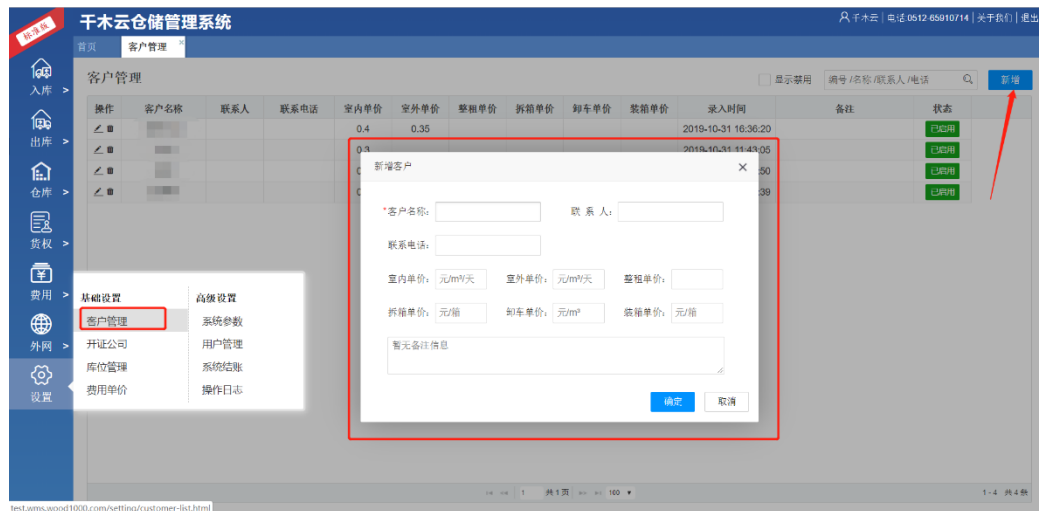 标准版
千木云仓储管理系统
千木云 | 电话:0512-65910714 | 关于我们 | 退出
首页 客户管理 ×
客户管理
显示禁用 编号/名称/联系人/电话 新增
操作 客户名称 联系人 联系电话 室内单价 室外单价 整租单价 拆箱单价 卸车单价 装箱单价 录入时间 备注 状态
0.4 0.35 2019-10-31 16:36:20 已启用
0.3 2019-10-31 11:43:05 已启用
:50 已启用
:39 已启用
入库 >
出库 >
仓库 >
货权 >
费用 >
外网 >
设置
基础设置 高级设置
客户管理 系统参数
开证公司 用户管理
库位管理 系统结账
费用单价 操作日志
新增客户 ×
*客户名称: 联 系 人:
联系电话:
室内单价: 元/m³/天 室外单价: 元/m³/天 整租单价:
拆箱单价: 元/箱 卸车单价: 元/m³ 装箱单价: 元/箱
暂无备注信息
确定 取消
1 共1页 100
1-4 共4条
test.wms.wood1000.com/setting/customer-list.html